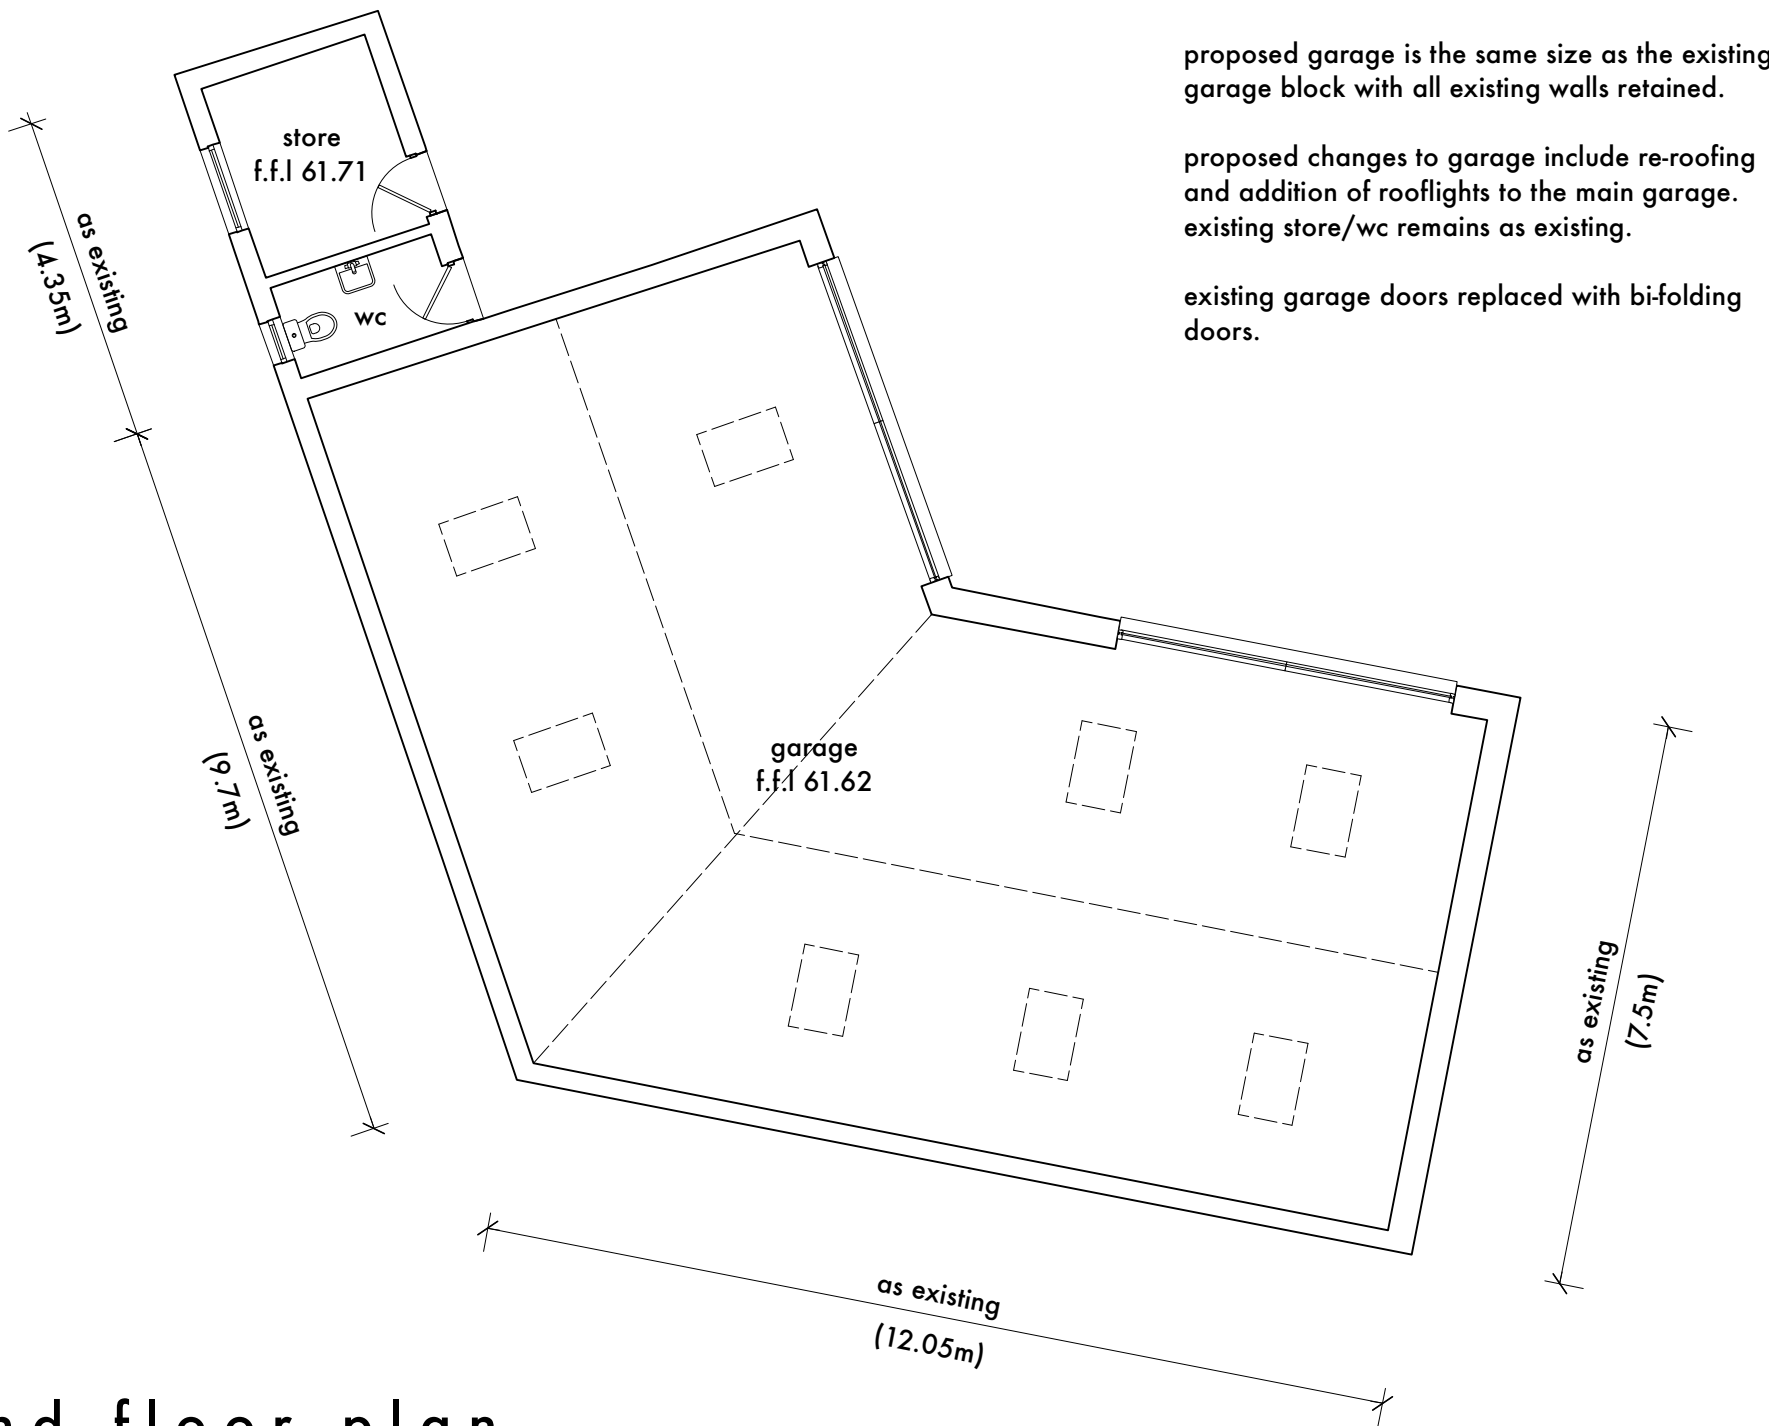 proposed garage is the same size as the existing
garage block with all existing walls retained.
proposed changes to garage include re-roofing
and addition of rooflights to the main garage.
existing store/wc remains as existing.
existing garage doors replaced with bi-folding
doors.
store
f.f.l 61.71
wc
as existing
(4.35m)
as existing
(9.7m)
garage
f.f.l 61.62
as existing
(7.5m)
as existing
(12.05m)
floor plan